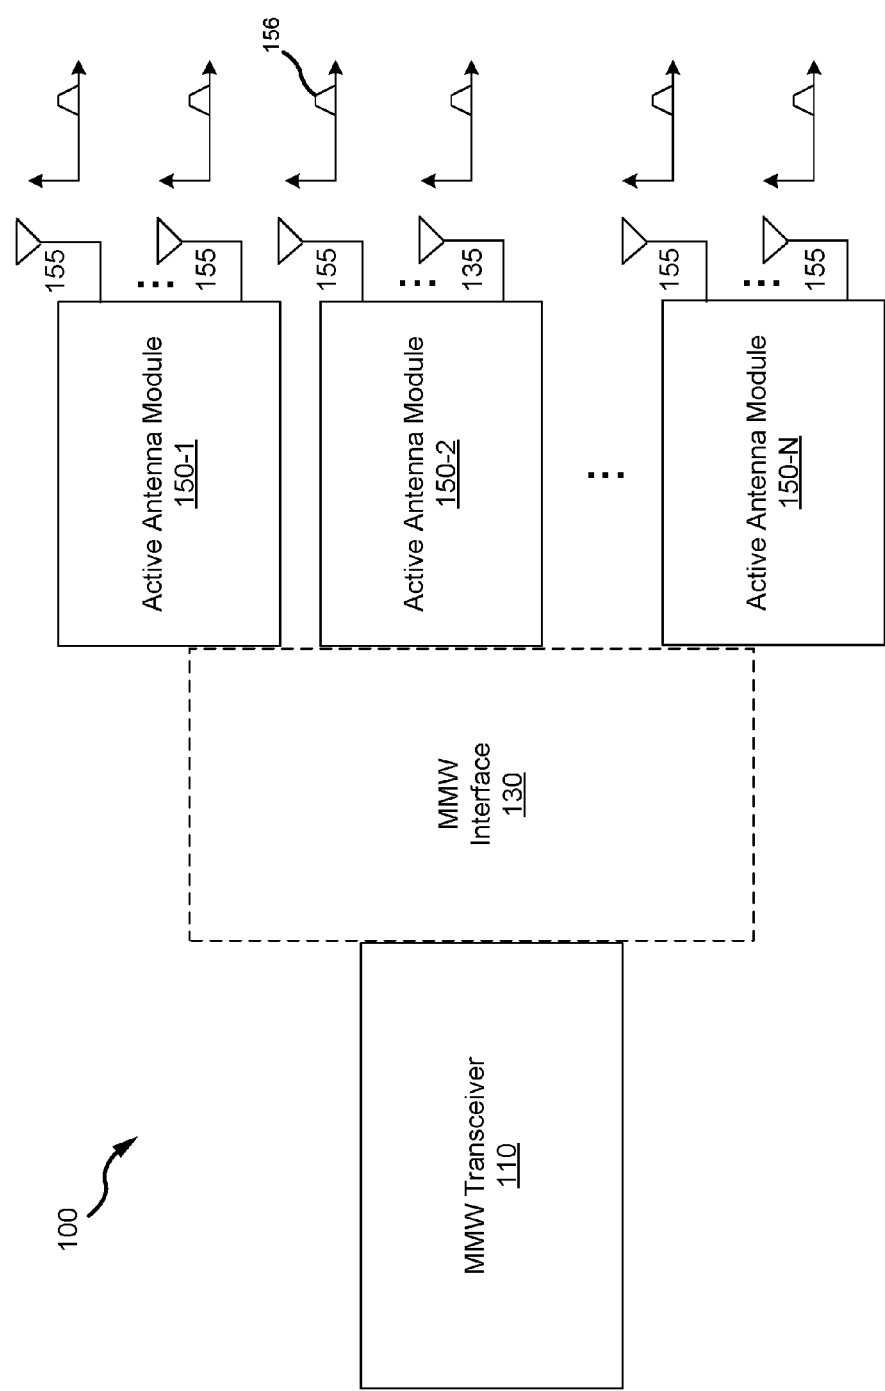 100
MMW Transceiver
110
MMW
Interface
130
Active Antenna Module
150-1
155
...
155
Active Antenna Module
150-2
155
...
135
156
...
Active Antenna Module
150-N
155
...
155